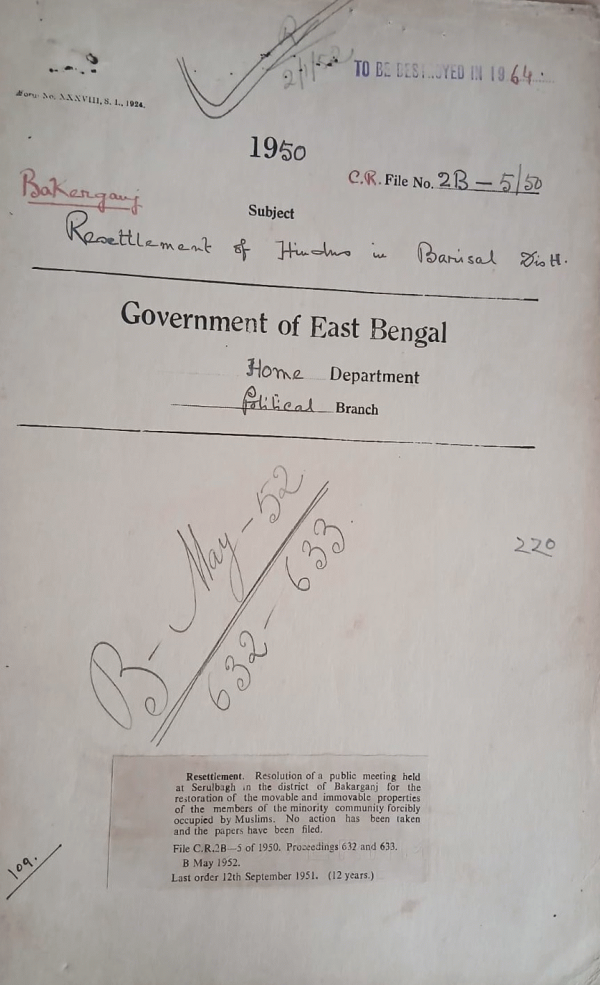 2/1/52
TO BE DESTROYED IN 1964.
Form No. XXXVIII, S. I., 1924.
1950
C.R. File No. 2B - 5/50
Bakerganj
Subject
Resettlement of Hindus in Barisal Distt.
Government of East Bengal
Home Department
Political Branch
B - May - 52
632 - 633
220
Resettlement. Resolution of a public meeting held
at Serulbagh in the district of Bakarganj for the
restoration of the movable and immovable properties
of the members of the minority community forcibly
occupied by Muslims. No action has been taken
and the papers have been filed.
File C.R.2B—5 of 1950. Proceedings 632 and 633.
B May 1952.
Last order 12th September 1951. (12 years.)
109.